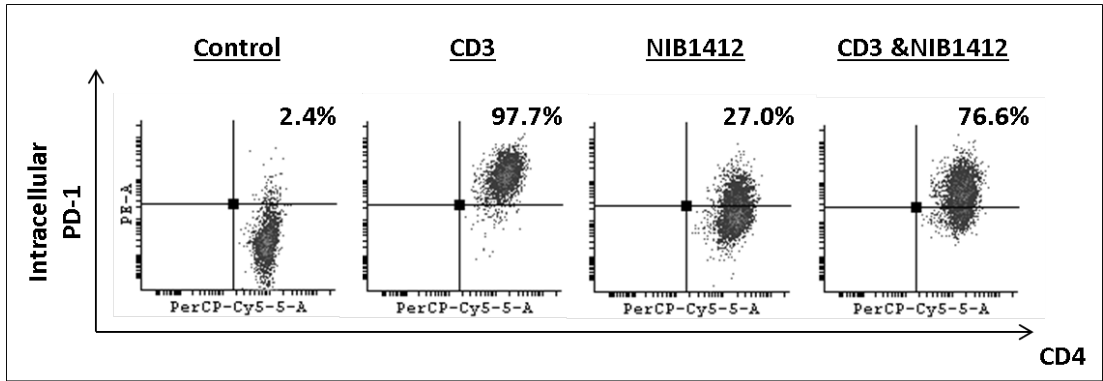 Control CD3 NIB1412 CD3 &NIB1412
2.4% 97.7% 27.0% 76.6%
Intracellular
PD-1
PE-A
PerCP-Cy5-5-A PerCP-Cy5-5-A PerCP-Cy5-5-A PerCP-Cy5-5-A
CD4